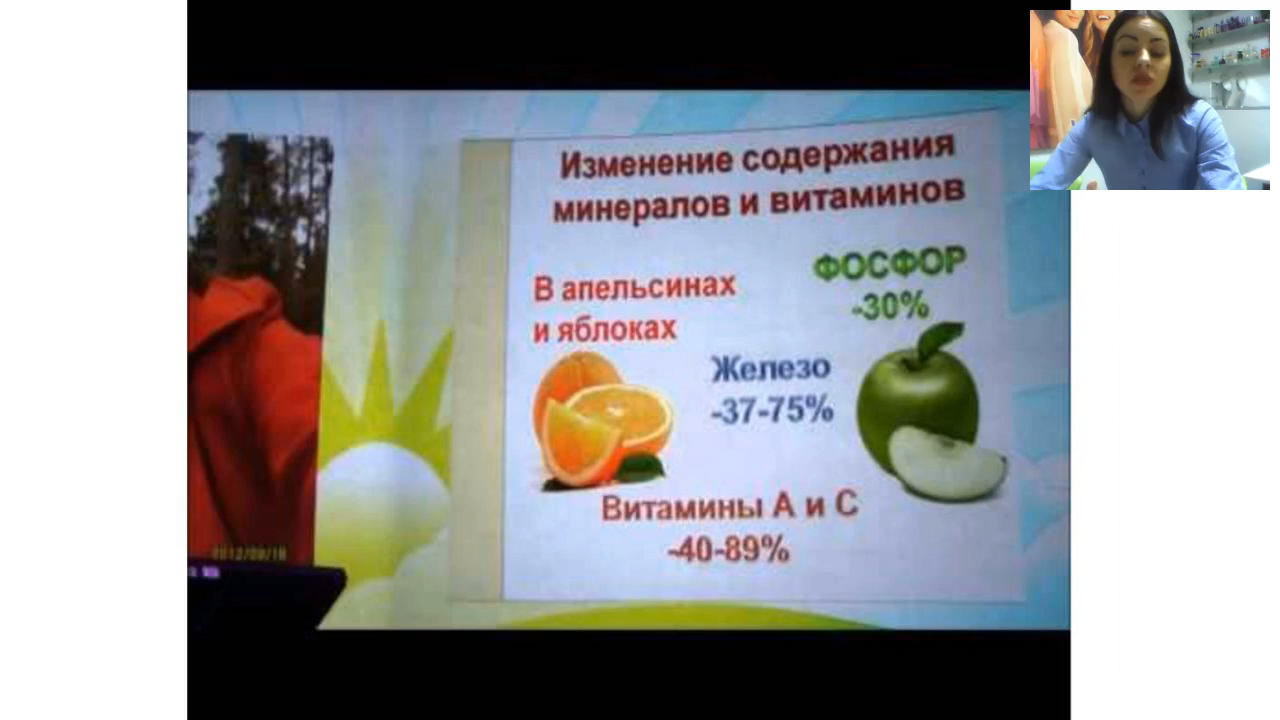 Изменение содержания
минералов и витаминов
В апельсинах
и яблоках
ФОСФОР
-30%
Железо
-37-75%
Витамины А и С
-40-89%